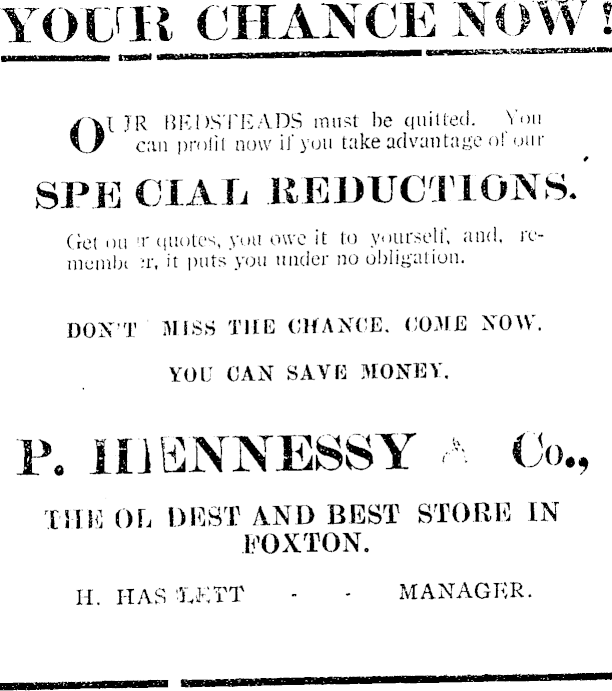 YOUR CHANCE NOW!
OUR BEDSTEADS must be quitted. You
can profit now if you take advantage of our
SPECIAL REDUCTIONS.
Get our quotes, you owe it to yourself, and, re-
member, it puts you under no obligation.
DON'T MISS THE CHANCE. COME NOW.
YOU CAN SAVE MONEY.
P. HENNESSY & Co.,
THE OLDEST AND BEST STORE IN
FOXTON.
H. HASLETT - - MANAGER.